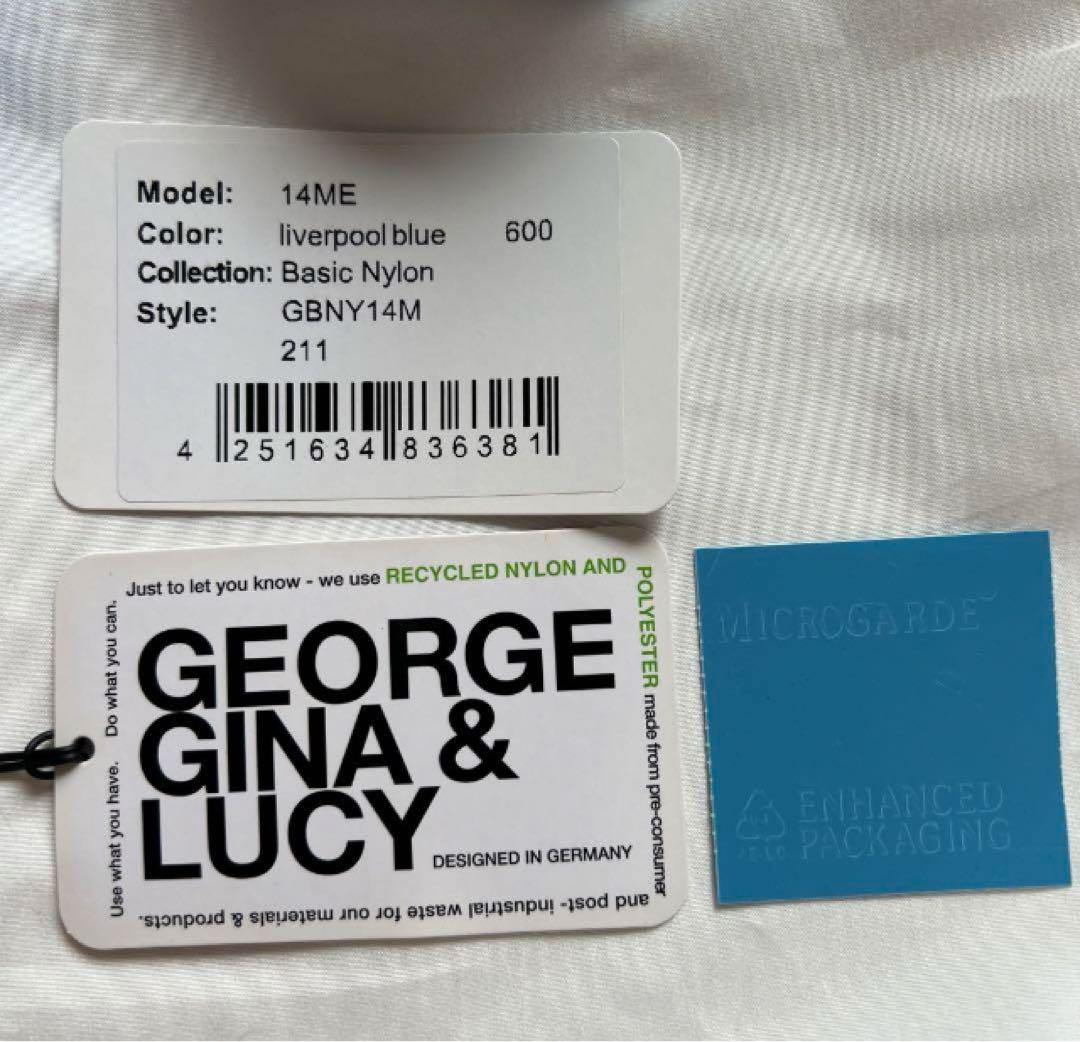 Model: 14ME
Color: liverpool blue 600
Collection: Basic Nylon
Style: GBNY14M
211
4 251634 836381
Just to let you know - we use RECYCLED NYLON AND
POLYESTER made from pre-consumer
and post- industrial waste for our materials & products.
Use what you have. Do what you can.
GEORGE
GINA &
LUCY
DESIGNED IN GERMANY
MICROGARDE
ENHANCED
PACKAGING